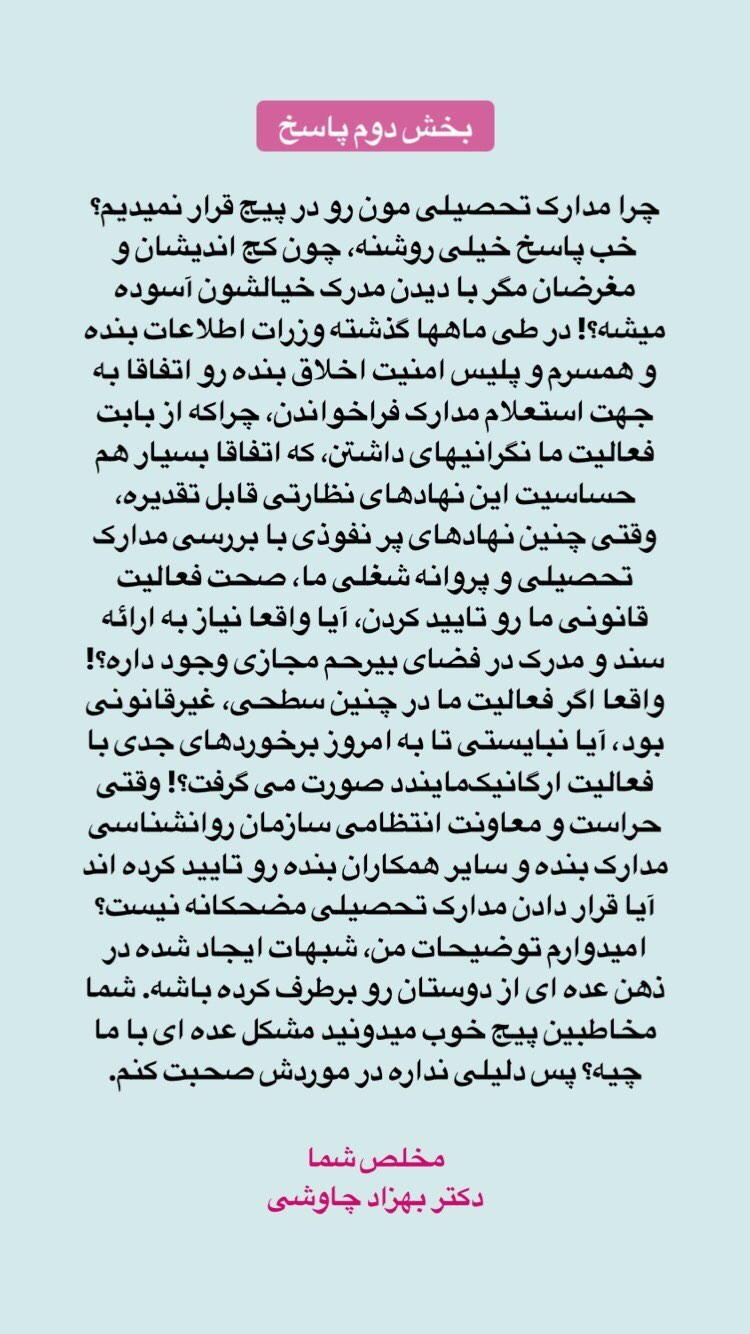 بخش دوم پاسخ
چرا مدارک تحصیلی مون رو در پیج قرار نمیدیم؟
خب پاسخ خیلی روشنه، چون کج اندیشان و
مغرضان مگر با دیدن مدرک خیالشون آسوده
میشه؟! در طی ماهها گذشته وزرات اطلاعات بنده
و همسرم و پلیس امنیت اخلاق بنده رو اتفاقا به
جهت استعلام مدارک فراخواندن، چراکه از بابت
فعالیت ما نگرانیهای داشتن، که اتفاقا بسیار هم
حساسیت این نهادهای نظارتی قابل تقدیره،
وقتی چنین نهادهای پر نفوذی با بررسی مدارک
تحصیلی و پروانه شغلی ما، صحت فعالیت
قانونی ما رو تایید کردن، آیا واقعا نیاز به ارائه
سند و مدرک در فضای بیرحم مجازی وجود داره؟!
واقعا اگر فعالیت ما در چنین سطحی، غیرقانونی
بود، آیا نبایستی تا به امروز برخوردهای جدی با
فعالیت ارگانیک‌مایندد صورت می گرفت؟! وقتی
حراست و معاونت انتظامی سازمان روانشناسی
مدارک بنده و سایر همکاران بنده رو تایید کرده اند
آیا قرار دادن مدارک تحصیلی مضحکانه نیست؟
امیدوارم توضیحات من، شبهات ایجاد شده در
ذهن عده ای از دوستان رو برطرف کرده باشه. شما
مخاطبین پیج خوب میدونید مشکل عده ای با ما
چیه؟ پس دلیلی نداره در موردش صحبت کنم.
مخلص شما
دکتر بهزاد چاوشی